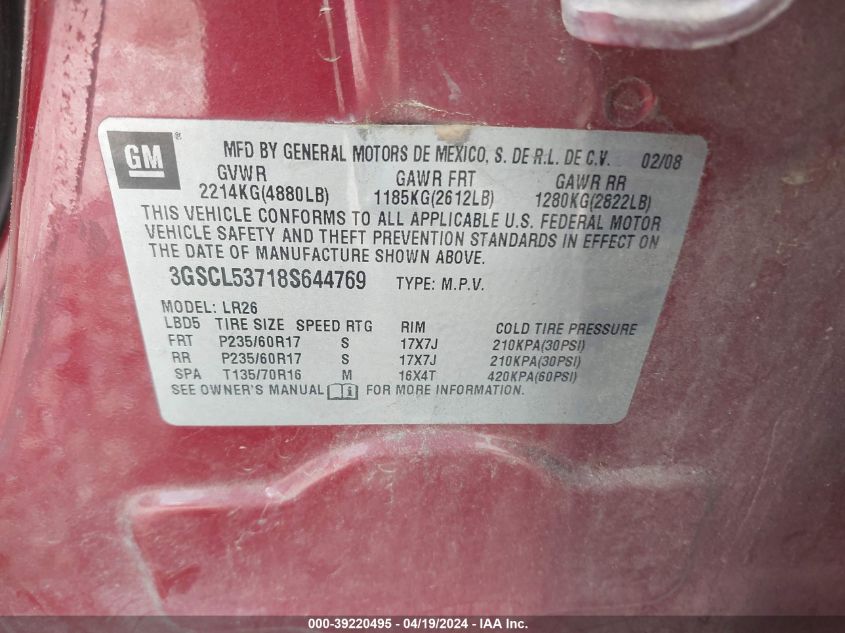 GM ®
MFD BY GENERAL MOTORS DE MEXICO, S. DE R.L. DE C.V. 02/08
GVWR GAWR FRT GAWR RR
2214KG(4880LB) 1185KG(2612LB) 1280KG(2822LB)
THIS VEHICLE CONFORMS TO ALL APPLICABLE U.S. FEDERAL MOTOR
VEHICLE SAFETY AND THEFT PREVENTION STANDARDS IN EFFECT ON
THE DATE OF MANUFACTURE SHOWN ABOVE.
3GSCL53718S644769 TYPE: M.P.V.
MODEL: LR26
LBD5 TIRE SIZE SPEED RTG RIM COLD TIRE PRESSURE
FRT P235/60R17 S 17X7J 210KPA(30PSI)
RR P235/60R17 S 17X7J 210KPA(30PSI)
SPA T135/70R16 M 16X4T 420KPA(60PSI)
SEE OWNER'S MANUAL FOR MORE INFORMATION.
000-39220495 - 04/19/2024 - IAA Inc.